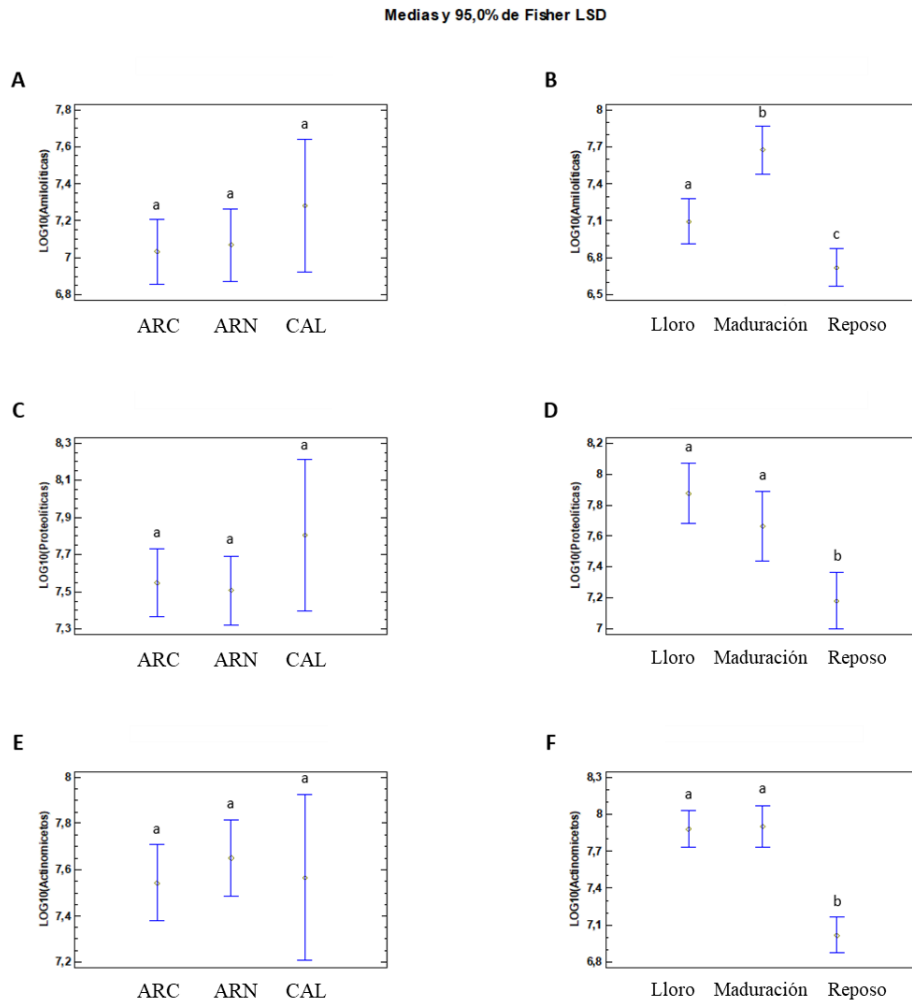 Medias y 95,0% de Fisher LSD
A
LOG10(Amilolíticas)
7,8
7,6
7,4
7,2
7
6,8
a
a
a
ARC ARN CAL
B
LOG10(Amilolíticas)
8
7,7
7,4
7,1
6,8
6,5
a
b
c
Lloro Maduración Reposo
C
LOG10(Proteolíticas)
8,3
8,1
7,9
7,7
7,5
7,3
a
a
a
ARC ARN CAL
D
LOG10(Proteolíticas)
8,2
8
7,8
7,6
7,4
7,2
7
a
a
b
Lloro Maduración Reposo
E
LOG10(Actinomicetos)
8
7,8
7,6
7,4
7,2
a
a
a
ARC ARN CAL
F
LOG10(Actinomicetos)
8,3
8
7,7
7,4
7,1
6,8
a
a
b
Lloro Maduración Reposo